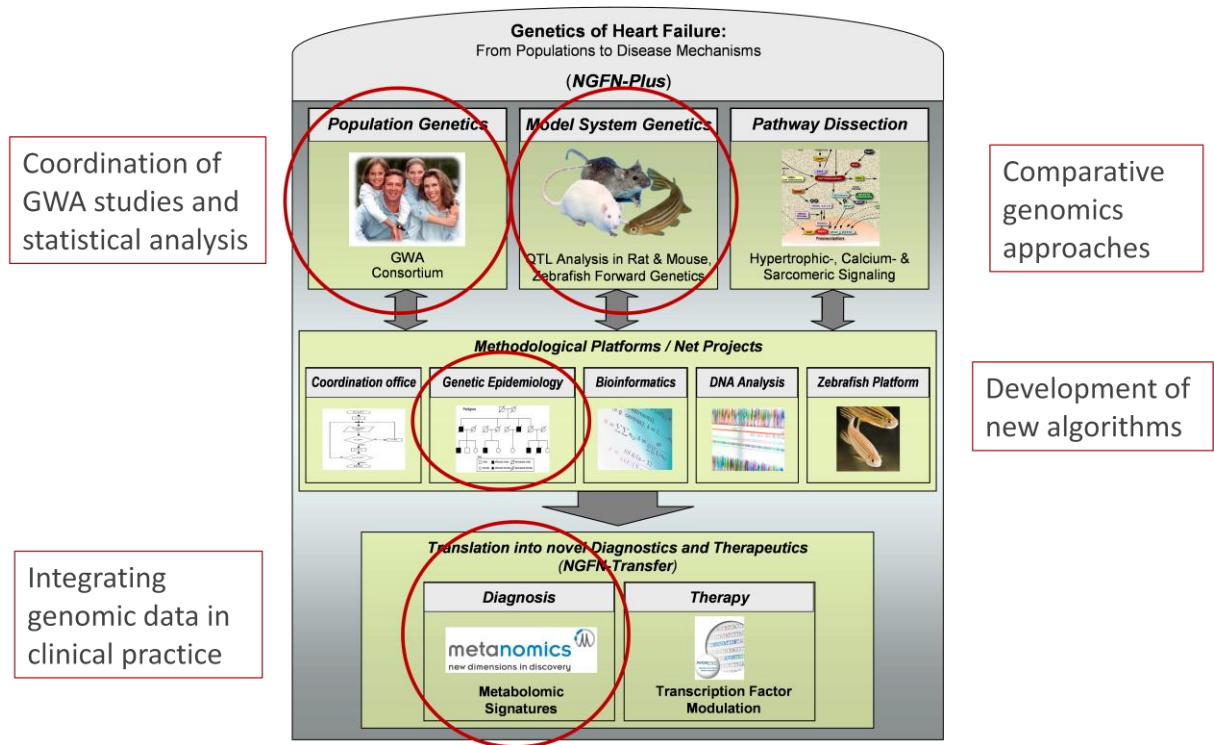 Genetics of Heart Failure:
From Populations to Disease Mechanisms
(NGFN-Plus)
Coordination of
GWA studies and
statistical analysis
Population Genetics
GWA
Consortium
Model System Genetics
QTL Analysis in Rat & Mouse,
Zebrafish Forward Genetics
Pathway Dissection
Hypertrophic-, Calcium- &
Sarcomeric Signaling
Comparative
genomics
approaches
Methodological Platforms / Net Projects
Coordination office
Genetic Epidemiology
Bioinformatics
DNA Analysis
Zebrafish Platform
Development of
new algorithms
Integrating
genomic data in
clinical practice
Translation into novel Diagnostics and Therapeutics
(NGFN-Transfer)
Diagnosis
metanomics
new dimensions in discovery
Metabolomic
Signatures
Therapy
Transcription Factor
Modulation